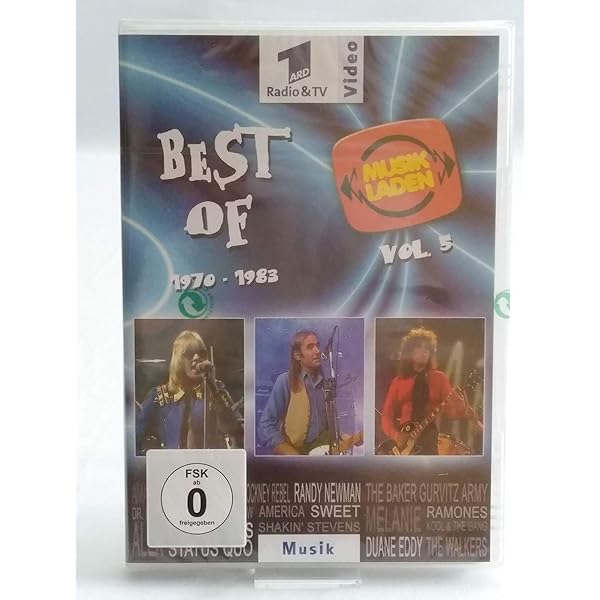 1
ARD
Radio & TV
Video
BEST
OF
MUSIK
LADEN
VOL. 5
1970 - 1983
FSK
ab
0
freigegeben
COCKNEY REBEL RANDY NEWMAN THE BAKER GURVITZ ARMY
AMERICA SWEET MELANIE RAMONES
SHAKIN' STEVENS KOOL & THE GANG
STATUS QUO DUANE EDDY THE WALKERS
Musik